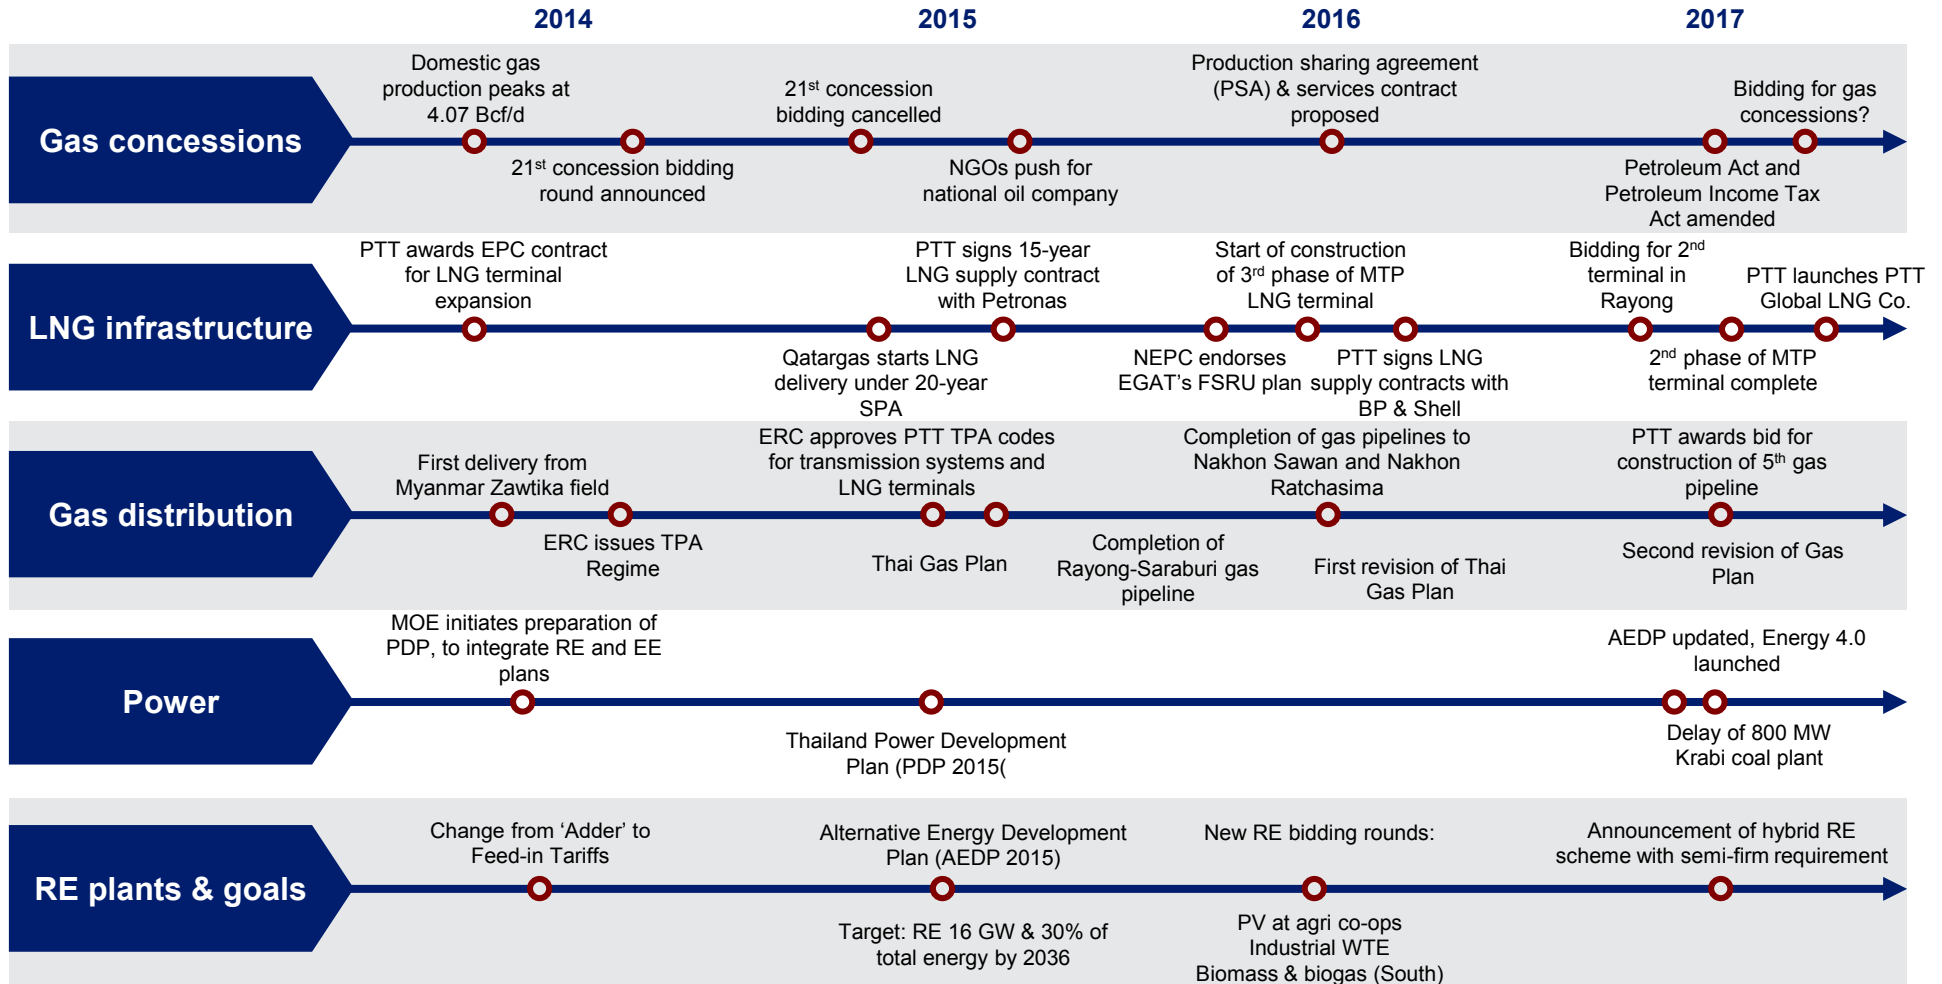 2014
2015
2016
2017
Gas concessions
Domestic gas
production peaks at
4.07 Bcf/d
21st concession bidding
round announced
21st concession
bidding cancelled
NGOs push for
national oil company
Production sharing agreement
(PSA) & services contract
proposed
Petroleum Act and
Petroleum Income Tax
Act amended
Bidding for gas
concessions?
LNG infrastructure
PTT awards EPC contract
for LNG terminal
expansion
Qatargas starts LNG
delivery under 20-year
SPA
PTT signs 15-year
LNG supply contract
with Petronas
NEPC endorses
EGAT’s FSRU plan
Start of construction
of 3rd phase of MTP
LNG terminal
PTT signs LNG
supply contracts with
BP & Shell
Bidding for 2nd
terminal in
Rayong
2nd phase of MTP
terminal complete
PTT launches PTT
Global LNG Co.
Gas distribution
First delivery from
Myanmar Zawtika field
ERC issues TPA
Regime
ERC approves PTT TPA codes
for transmission systems and
LNG terminals
Thai Gas Plan
Completion of
Rayong-Saraburi gas
pipeline
Completion of gas pipelines to
Nakhon Sawan and Nakhon
Ratchasima
First revision of Thai
Gas Plan
PTT awards bid for
construction of 5th gas
pipeline
Second revision of Gas
Plan
Power
MOE initiates preparation of
PDP, to integrate RE and EE
plans
Thailand Power Development
Plan (PDP 2015(
AEDP updated, Energy 4.0
launched
Delay of 800 MW
Krabi coal plant
RE plants & goals
Change from ‘Adder’ to
Feed-in Tariffs
Alternative Energy Development
Plan (AEDP 2015)
Target: RE 16 GW & 30% of
total energy by 2036
New RE bidding rounds:
PV at agri co-ops
Industrial WTE
Biomass & biogas (South)
Announcement of hybrid RE
scheme with semi-firm requirement